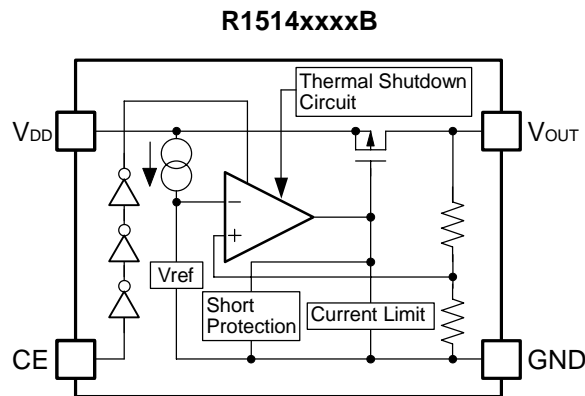 R1514xxxxB
Thermal Shutdown
Circuit
VDD
VOUT
−
+
Vref
Short
Protection
Current Limit
CE
GND